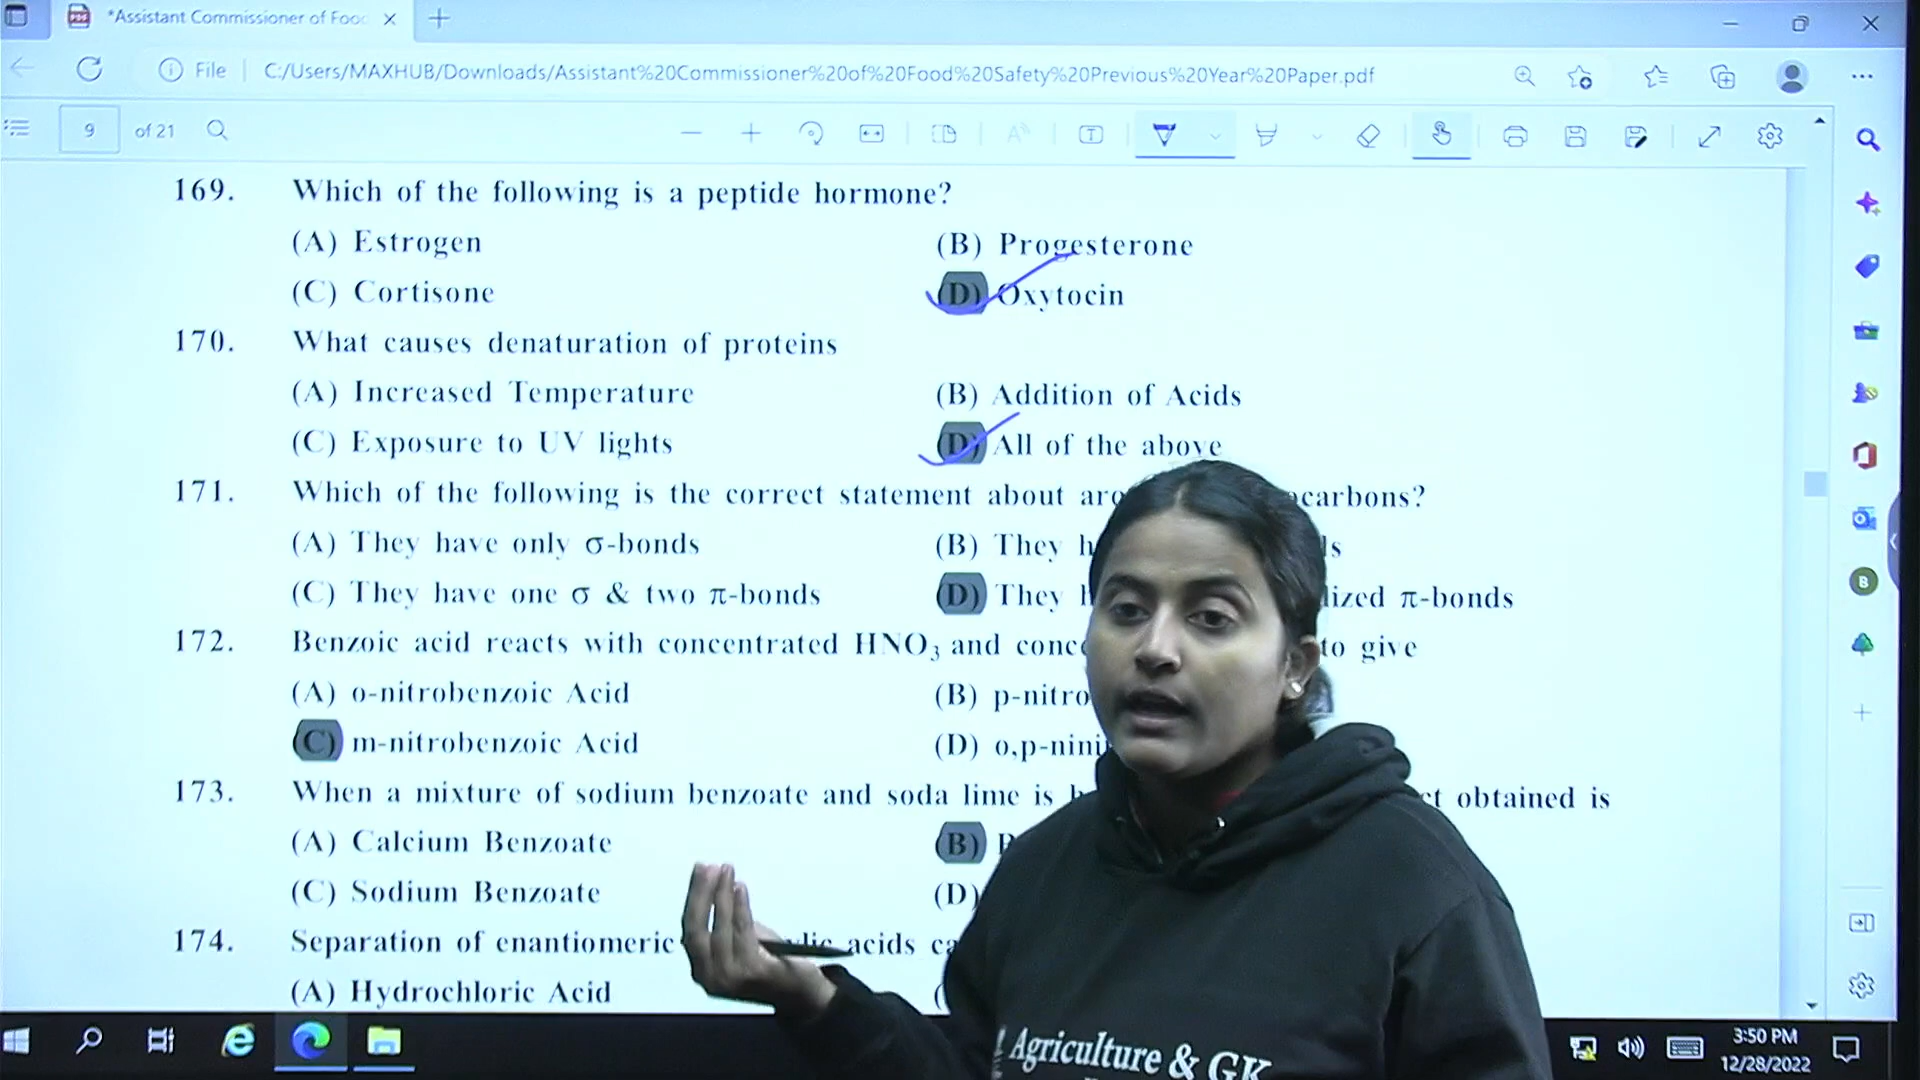 *Assistant Commissioner of Food
File C:/Users/MAXHUB/Downloads/Assistant%20Commissioner%20of%20Food%20Safety%20Previous%20Year%20Paper.pdf
9 of 21
169. Which of the following is a peptide hormone?
(A) Estrogen (B) Progesterone
(C) Cortisone (D) Oxytocin
170. What causes denaturation of proteins
(A) Increased Temperature (B) Addition of Acids
(C) Exposure to UV lights (D) All of the above
171. Which of the following is the correct statement about
(A) They have only σ-bonds (B) They
(C) They have one σ & two π-bonds (D) They π-bonds
172. Benzoic acid reacts with concentrated HNO3 and to give
(A) o-nitrobenzoic Acid (B) p-nitro
(C) m-nitrobenzoic Acid (D) o,p-nini
173. When a mixture of sodium benzoate and soda lime is obtained is
(A) Calcium Benzoate (B)
(C) Sodium Benzoate (D)
174. Separation of enantiomeric acids
(A) Hydrochloric Acid
Agriculture & GK
3:50 PM
12/28/2022